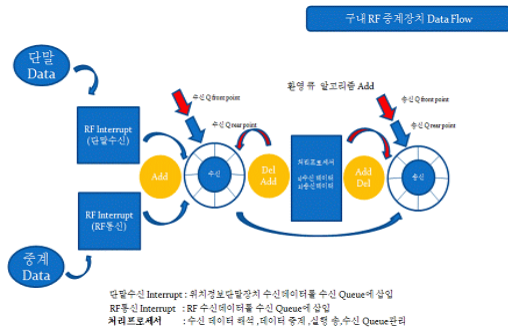 구내 RF 중계장치 Data Flow
단말
Data
환영 큐 알고리즘 Add
수신 Q front point
송신 Q front point
수신 Q rear point
송신 Q rear point
RF Interrupt
(단말수신)
Add
수신
Del
Add
처리프로세서
Add
Del
송신
RF Interrupt
(RF통신)
중계
Data
단말수신 Interrupt : 위치정보단말장치 수신데이터를 수신 Queue에 삽입
RF통신 Interrupt : RF 수신데이터를 수신 Queue에 삽입
처리프로세서 : 수신 데이터 해석, 데이터 중계, 실행 송,수신 Queue관리